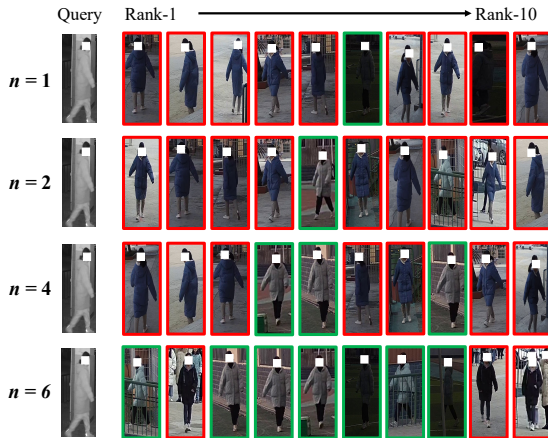 Query Rank-1 Rank-10
n = 1
n = 2
n = 4
n = 6